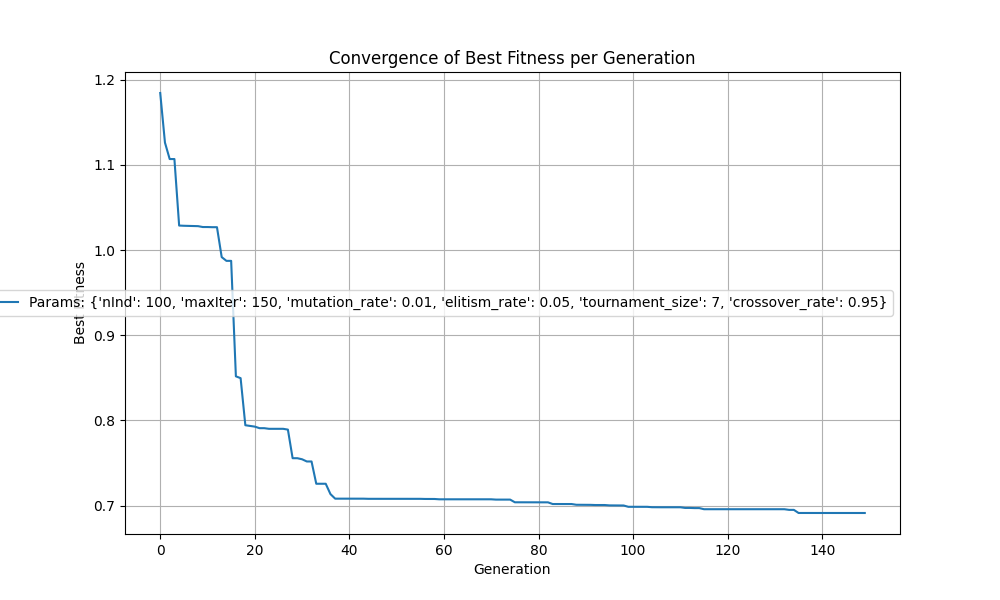 Convergence of Best Fitness per Generation
1.2
1.1
1.0
0.9
0.8
0.7
Best
ness
Params: {'nInd': 100, 'maxIter': 150, 'mutation_rate': 0.01, 'elitism_rate': 0.05, 'tournament_size': 7, 'crossover_rate': 0.95}
0 20 40 60 80 100 120 140
Generation